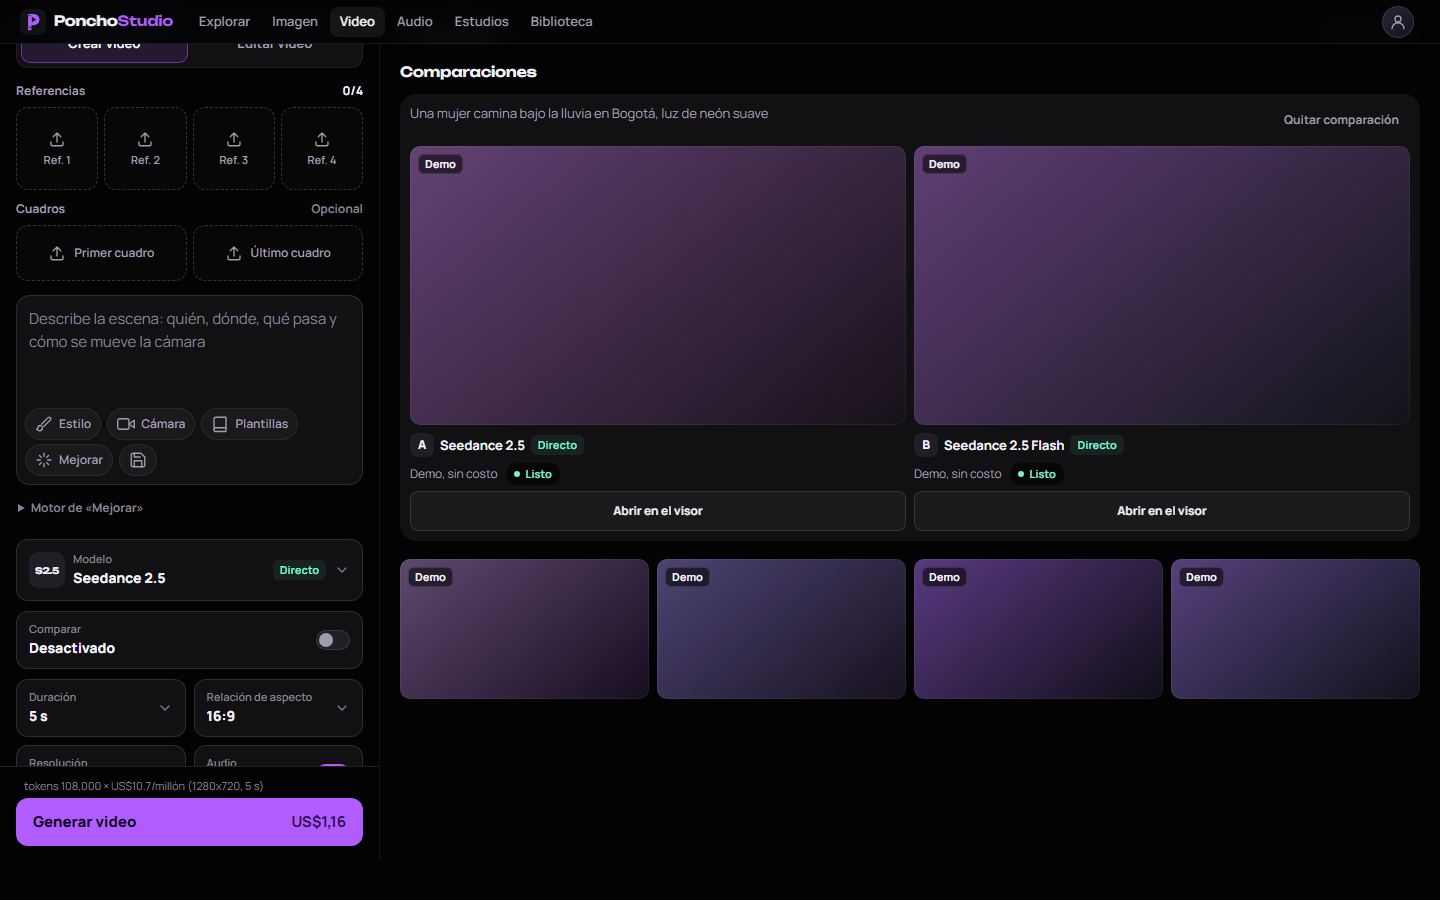 PonchoStudio
Explorar
Imagen
Video
Audio
Estudios
Biblioteca
Crear video
Editar video
Referencias
0/4
Ref. 1
Ref. 2
Ref. 3
Ref. 4
Cuadros
Opcional
Primer cuadro
Último cuadro
Describe la escena: quién, dónde, qué pasa y
cómo se mueve la cámara
Estilo
Cámara
Plantillas
Mejorar
Motor de «Mejorar»
S2.5
Modelo
Seedance 2.5
Directo
Comparar
Desactivado
Duración
5 s
Relación de aspecto
16:9
Resolución
Audio
tokens 108,000 × US$10.7/millón (1280x720, 5 s)
Generar video
US$1,16
Comparaciones
Una mujer camina bajo la lluvia en Bogotá, luz de neón suave
Quitar comparación
Demo
Demo
A
Seedance 2.5
Directo
Demo, sin costo
Listo
Abrir en el visor
B
Seedance 2.5 Flash
Directo
Demo, sin costo
Listo
Abrir en el visor
Demo
Demo
Demo
Demo